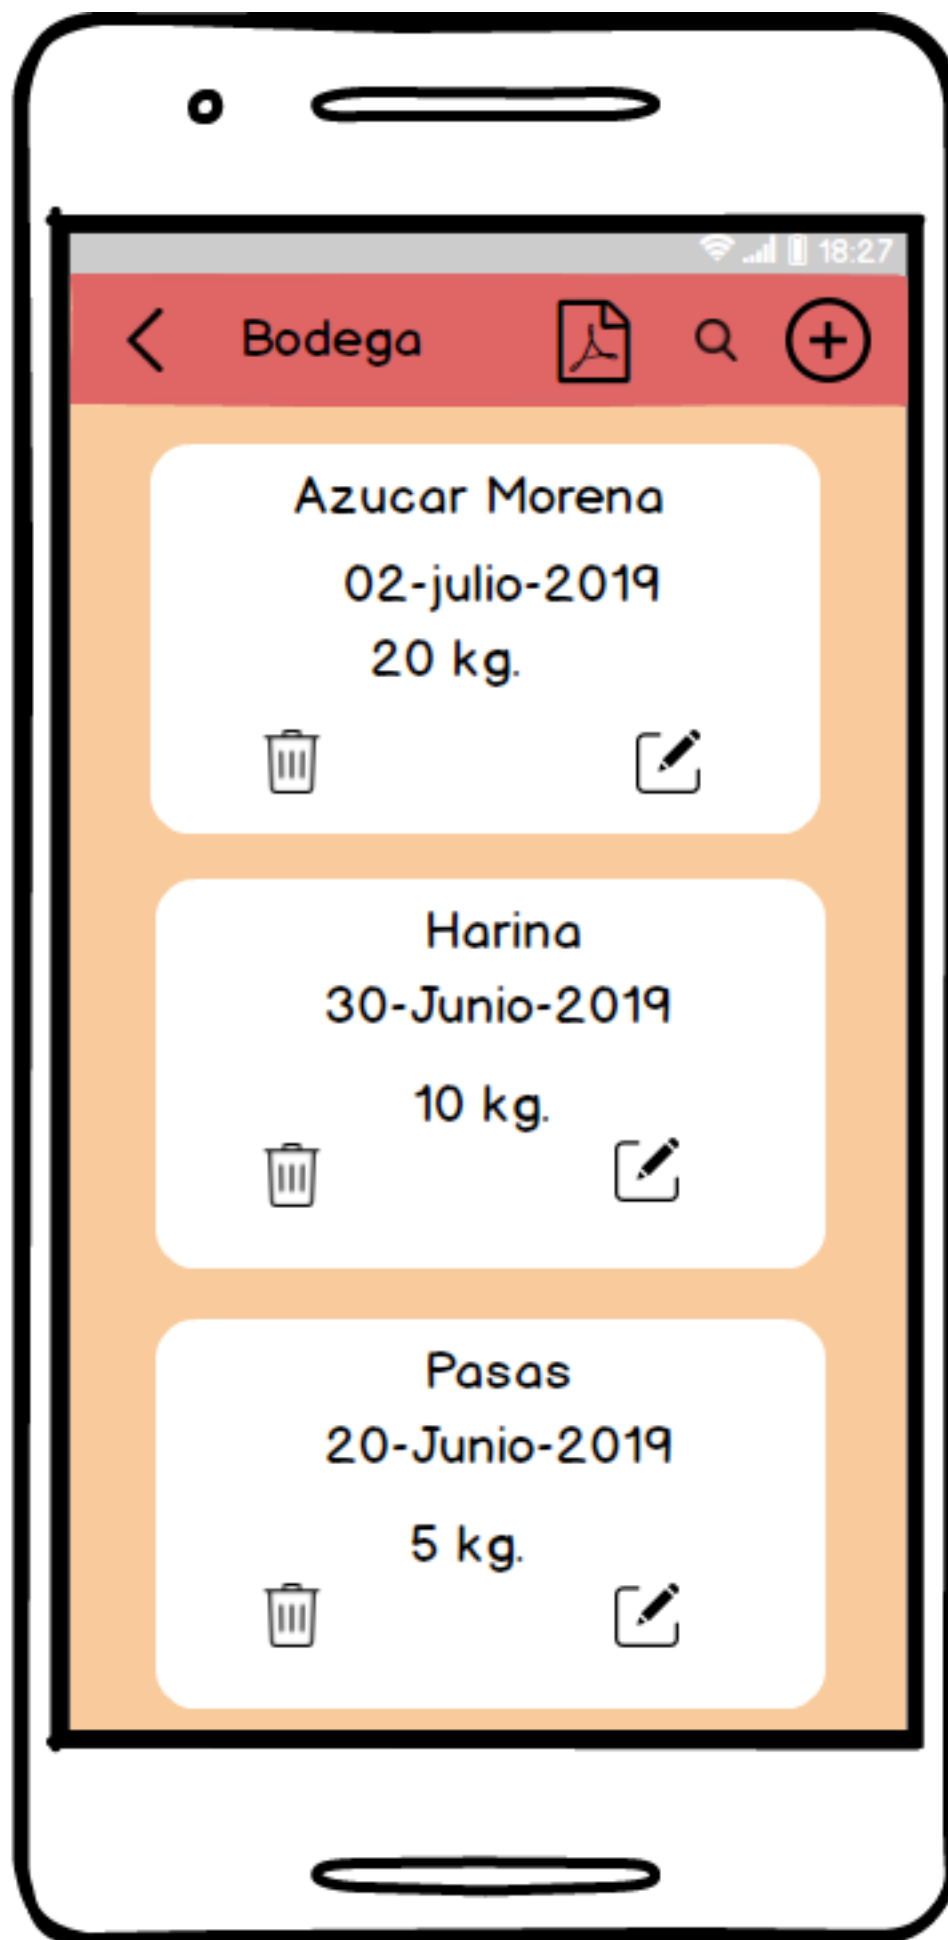 18:27
Bodega
Azucar Morena
02-julio-2019
20 kg.
Harina
30-Junio-2019
10 kg.
Pasas
20-Junio-2019
5 kg.